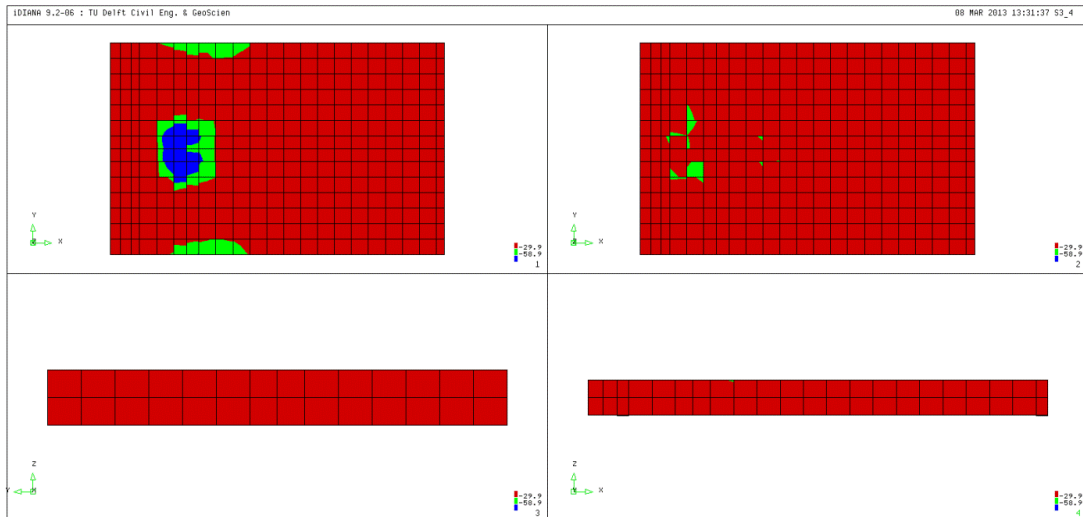 iDIANA 9.2-06 : TU Delft Civil Eng. & GeoScien
08 MAR 2013 13:31:37 S3_4
Y
Z X
-29.9
-58.9
1
Y
Z X
-29.9
-58.9
2
Z
Y X
-29.9
-58.9
3
Z
Y X
-29.9
-58.9
4